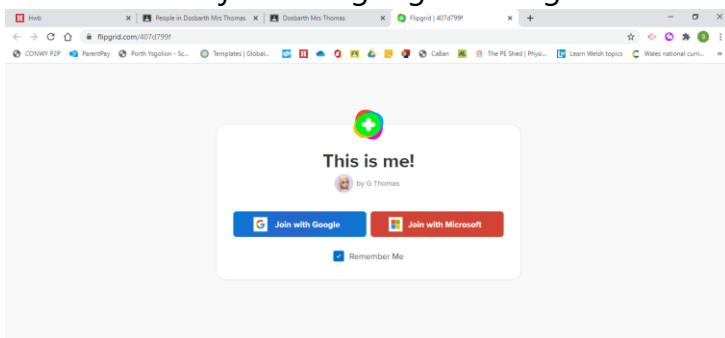 Hwb
People in Dosbarth Mrs Thomas
Dosbarth Mrs Thomas
Flipgrid | 407d799f
flipgrid.com/407d799f
CONWY P2P
ParentPay
Porth Ysgolion - Sc...
Templates | Global...
CaBan
The PE Shed | Physi...
Learn Welsh topics
Wales national curri...
This is me!
by G Thomas
Join with Google
Join with Microsoft
Remember Me